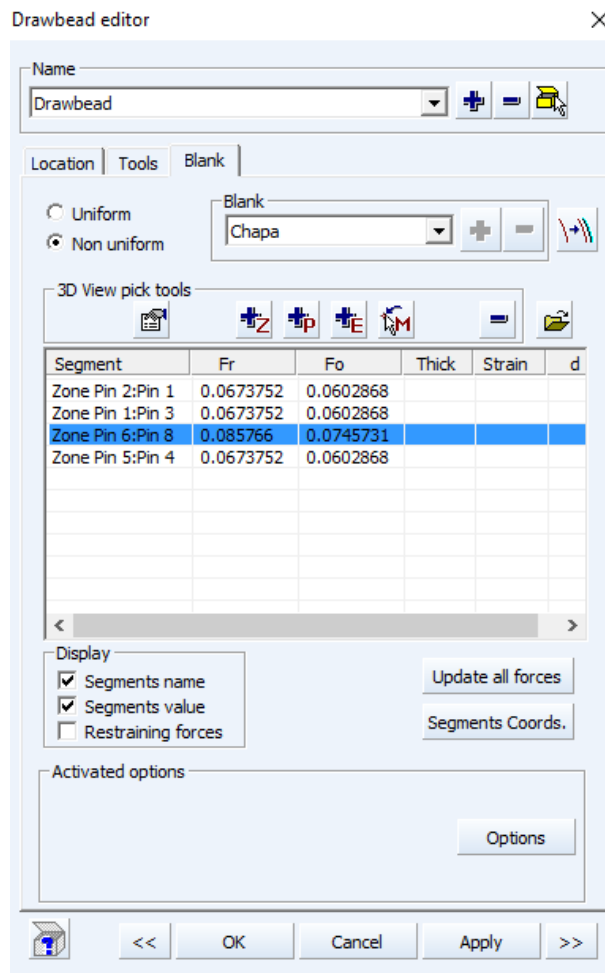 Drawbead editor
Name
Drawbead
Location Tools Blank
Uniform
Non uniform
Blank
Chapa
3D View pick tools
Z P E M
Segment Fr Fo Thick Strain d
Zone Pin 2:Pin 1 0.0673752 0.0602868
Zone Pin 1:Pin 3 0.0673752 0.0602868
Zone Pin 6:Pin 8 0.085766 0.0745731
Zone Pin 5:Pin 4 0.0673752 0.0602868
Display
Segments name
Segments value
Restraining forces
Update all forces
Segments Coords.
Activated options
Options
? << OK Cancel Apply >>